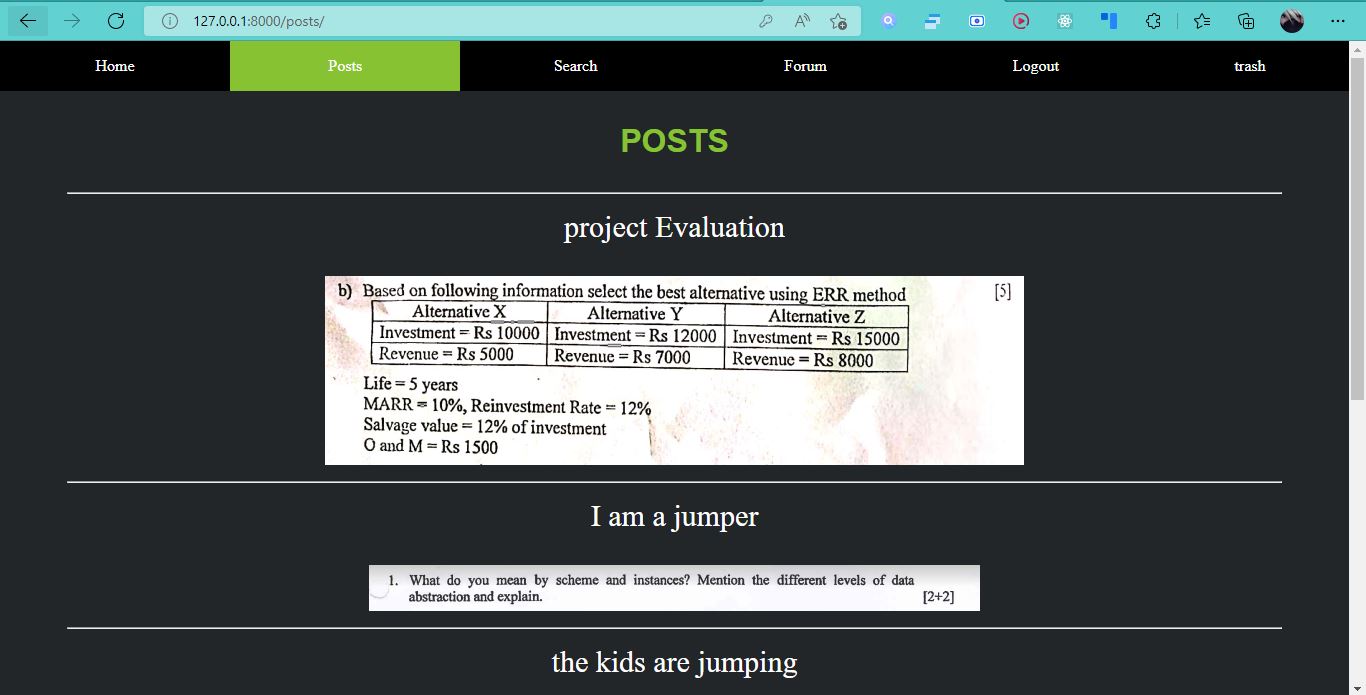 127.0.0.1:8000/posts/
Home Posts Search Forum Logout trash
POSTS
project Evaluation
b) Based on following information select the best alternative using ERR method [5]
Alternative X Alternative Y Alternative Z
Investment = Rs 10000 Investment = Rs 12000 Investment = Rs 15000
Revenue = Rs 5000 Revenue = Rs 7000 Revenue = Rs 8000
Life = 5 years
MARR = 10%, Reinvestment Rate = 12%
Salvage value = 12% of investment
O and M = Rs 1500
I am a jumper
1. What do you mean by scheme and instances? Mention the different levels of data
abstraction and explain. [2+2]
the kids are jumping